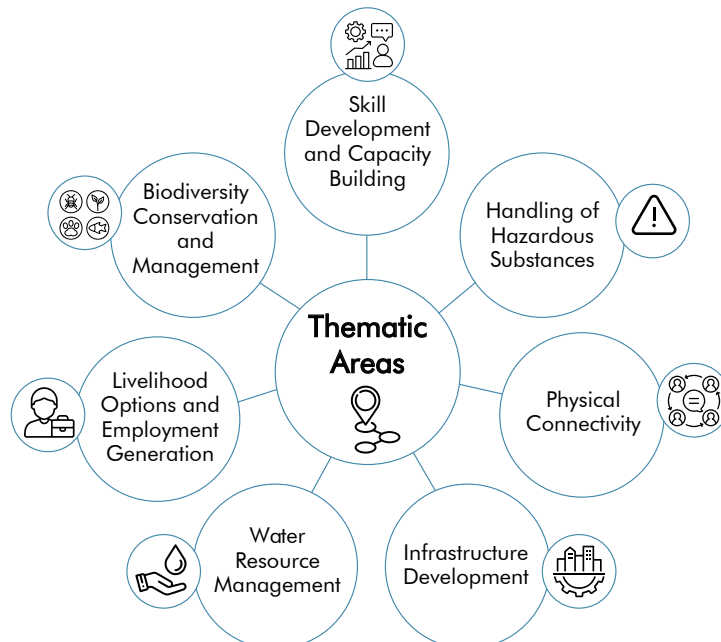 Skill
Development
and Capacity
Building
Biodiversity
Conservation
and
Management
Handling of
Hazardous
Substances
Thematic
Areas
Livelihood
Options and
Employment
Generation
Physical
Connectivity
Water
Resource
Management
Infrastructure
Development